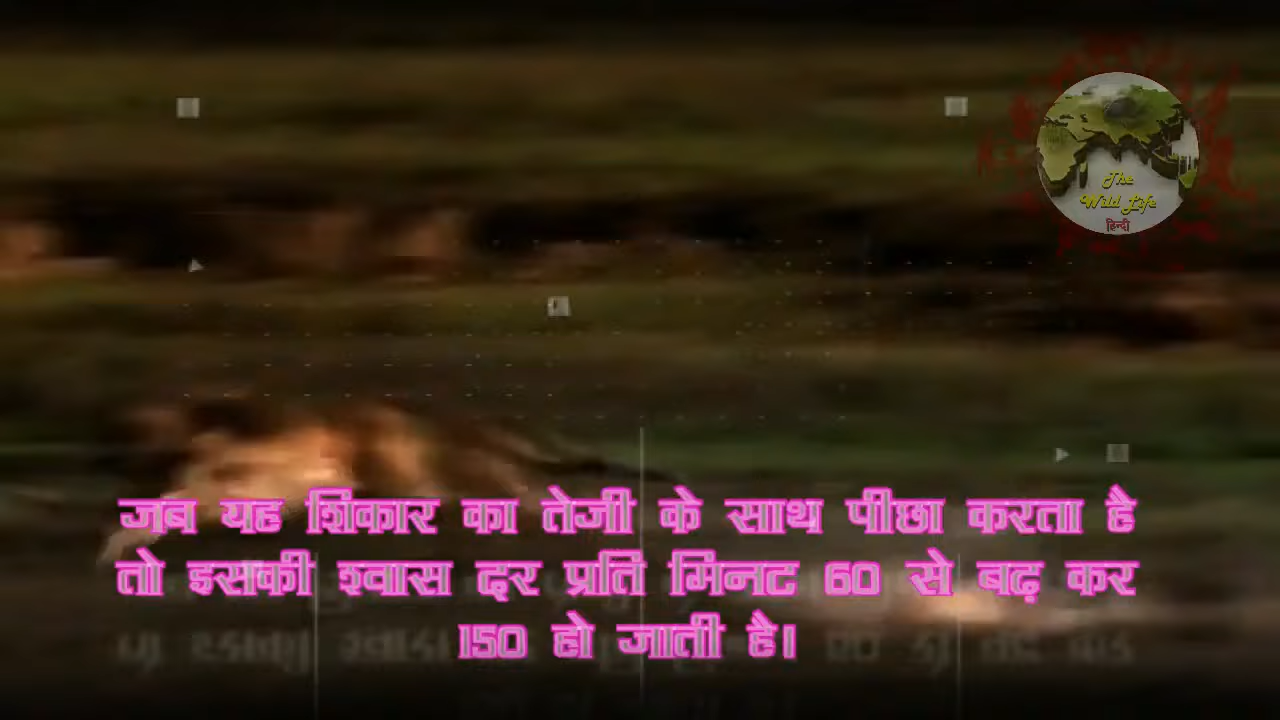 The
Wild Life
हिन्दी
जब यह शिकार का तेजी के साथ पीछा करता है
तो इसकी श्वास दर प्रति मिनट 60 से बढ़ कर
150 हो जाती है।